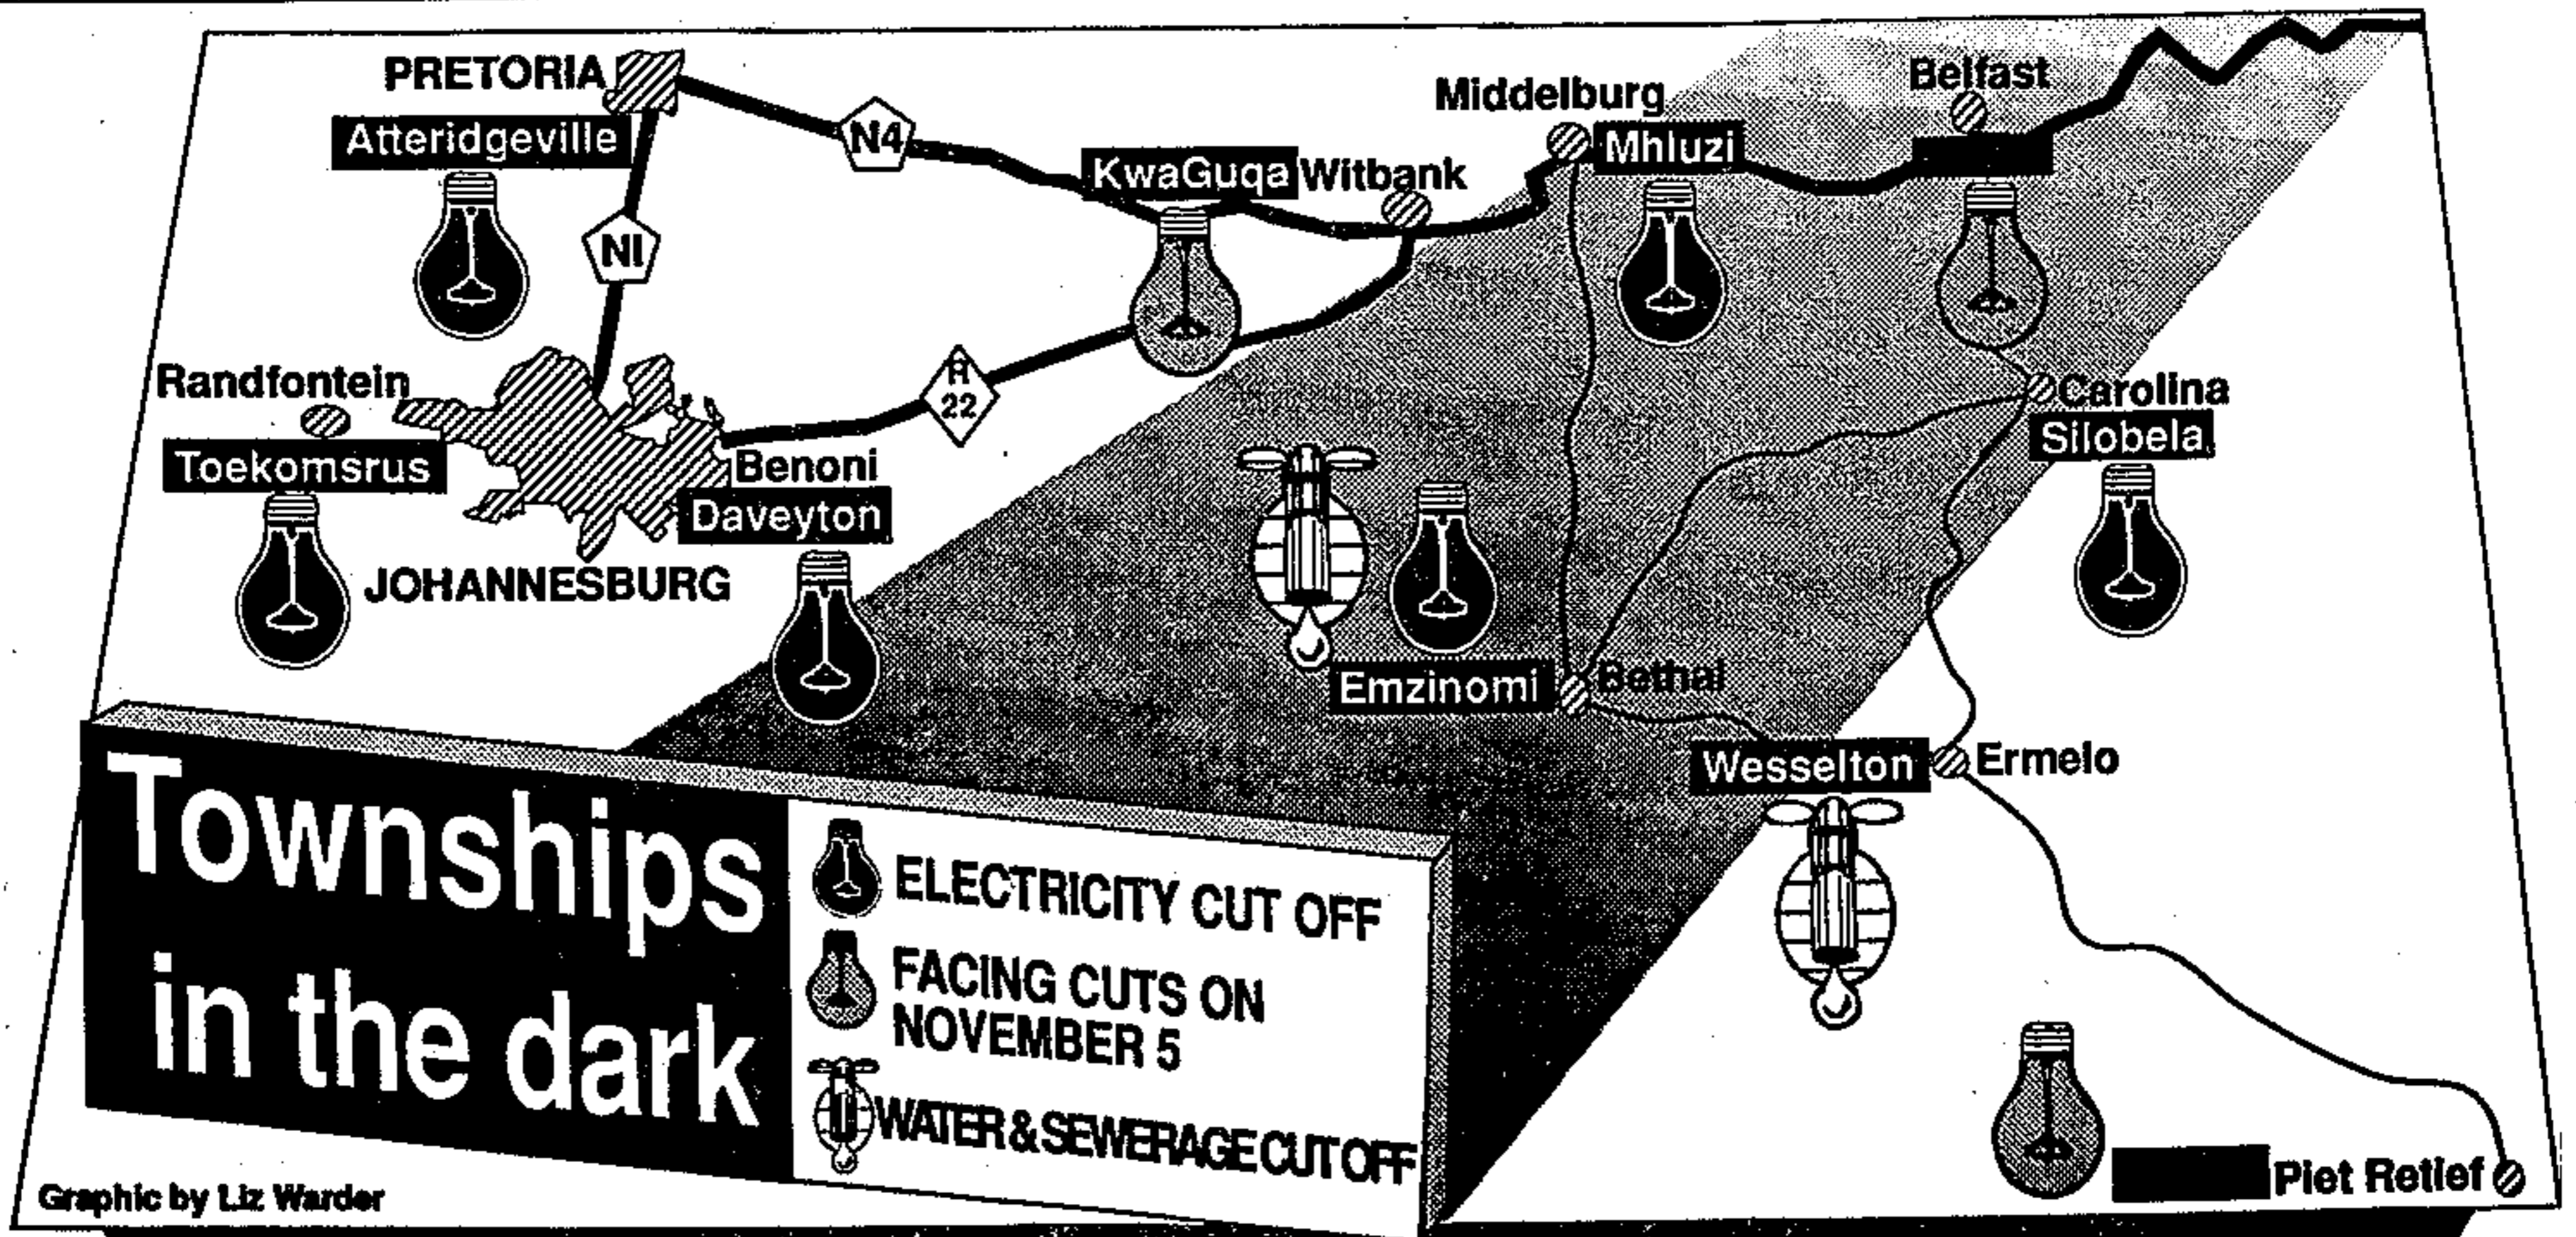 PRETORIA
Atteridgeville
N4
NI
KwaGuqa
Witbank
Middelburg
Mhluzi
Belfast
Randfontein
Toekomsrus
R
22
Benoni
Daveyton
JOHANNESBURG
Carolina
Silobela
Emzinomi
Bethal
Wesselton
Ermelo
Piet Retief
Townships
in the dark
ELECTRICITY CUT OFF
FACING CUTS ON
NOVEMBER 5
WATER & SEWERAGE CUT OFF
Graphic by Liz Warder